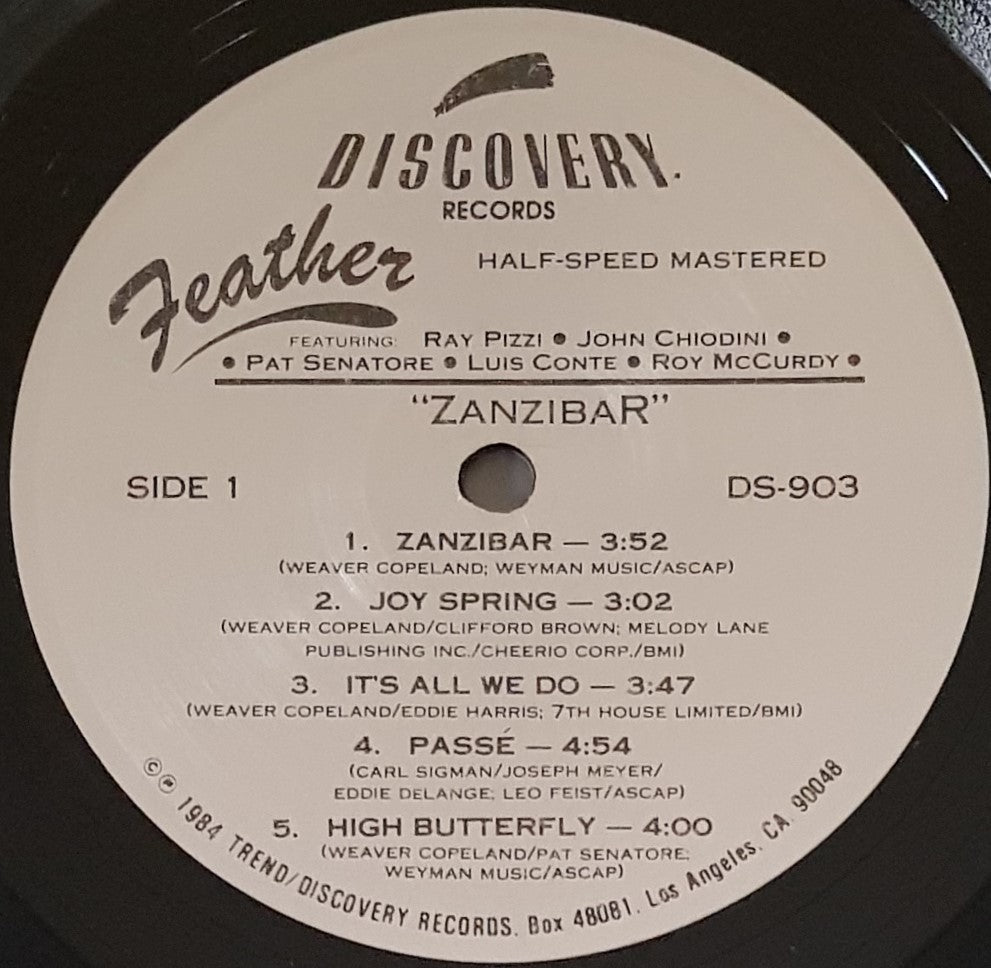 DISCOVERY.
RECORDS
Feather
HALF-SPEED MASTERED
FEATURING: RAY PIZZI • JOHN CHIODINI •
• PAT SENATORE • LUIS CONTE • ROY MCCURDY •
“ZANZIBAR”
SIDE 1
DS-903
1. ZANZIBAR — 3:52
(WEAVER COPELAND; WEYMAN MUSIC/ASCAP)
2. JOY SPRING — 3:02
(WEAVER COPELAND/CLIFFORD BROWN; MELODY LANE
PUBLISHING INC./CHEERIO CORP./BMI)
3. IT'S ALL WE DO — 3:47
(WEAVER COPELAND/EDDIE HARRIS; 7TH HOUSE LIMITED/BMI)
4. PASSÉ — 4:54
(CARL SIGMAN/JOSEPH MEYER/
EDDIE DELANGE; LEO FEIST/ASCAP)
5. HIGH BUTTERFLY — 4:00
(WEAVER COPELAND/PAT SENATORE;
WEYMAN MUSIC/ASCAP)
©℗ 1984 TREND/DISCOVERY RECORDS. Box 48081. Los Angeles. CA. 90048